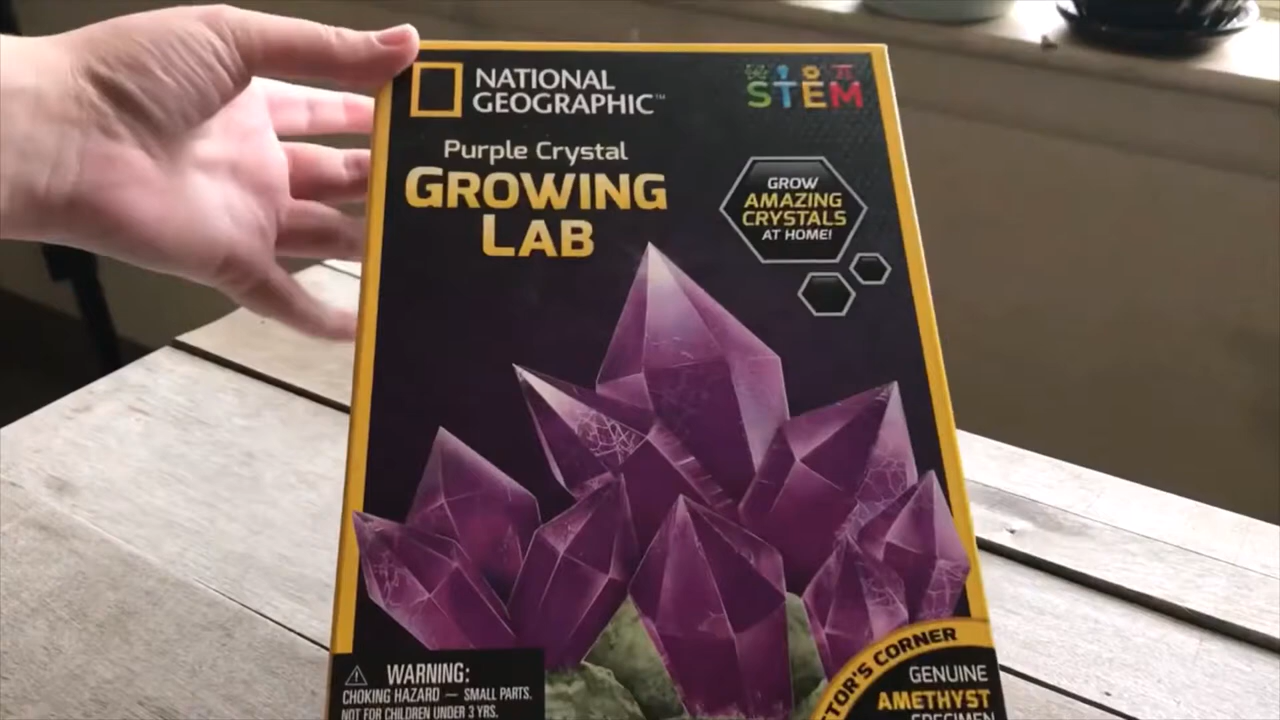 NATIONAL
GEOGRAPHIC™
STEM
Purple Crystal
GROWING
LAB
GROW
AMAZING
CRYSTALS
AT HOME!
WARNING:
CHOKING HAZARD — SMALL PARTS.
NOT FOR CHILDREN UNDER 3 YRS.
CORNER
GENUINE
AMETHYST
SPECIMEN